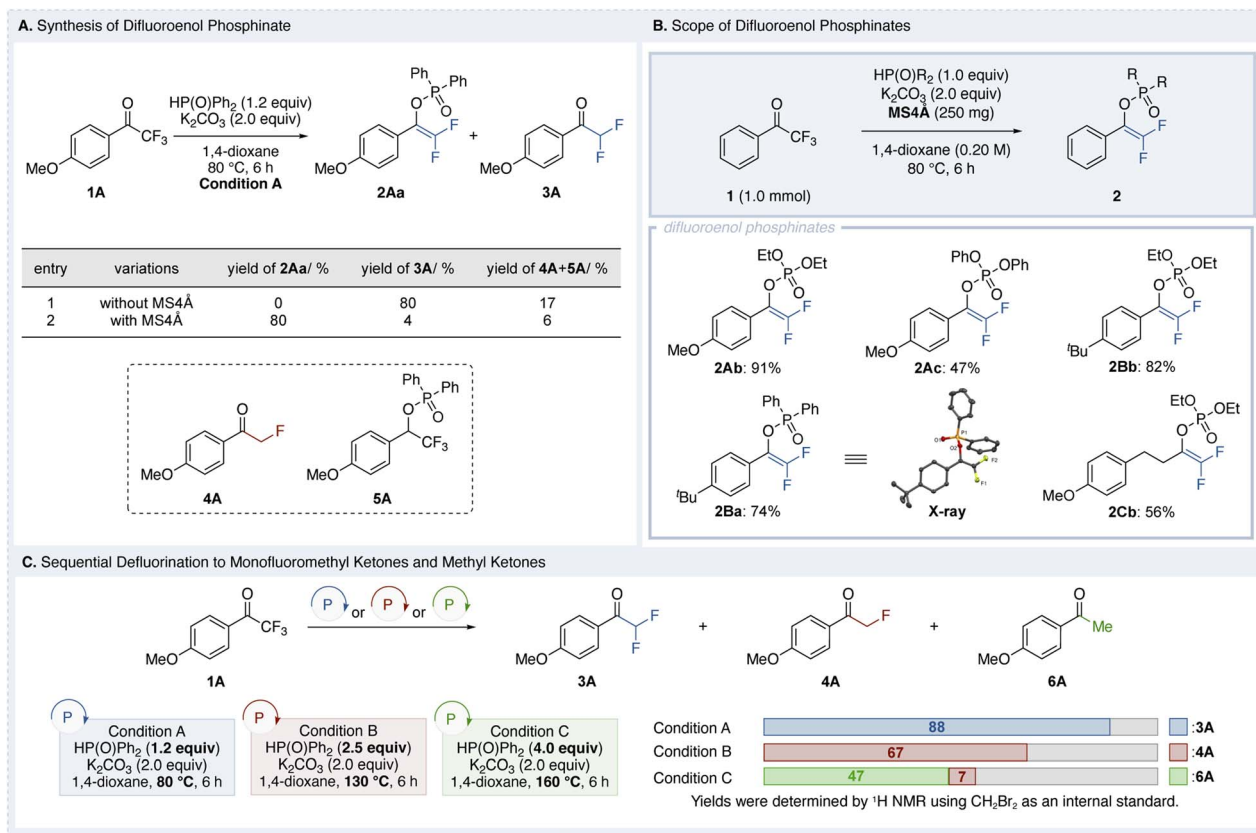 A. Synthesis of Difluoroenol Phosphinate
HP(O)Ph₂ (1.2 equiv)
K₂CO₃ (2.0 equiv)
1,4-dioxane
80 °C, 6 h
Condition A
O
CF₃
MeO
1A
Ph
Ph
O
P
O
F
F
MeO
2Aa
+
O
F
F
MeO
3A
entry variations yield of 2Aa/ % yield of 3A/ % yield of 4A+5A/ %
1 without MS4Å 0 80 17
2 with MS4Å 80 4 6
O
F
MeO
4A
Ph
Ph
O
P
O
CF₃
MeO
5A
B. Scope of Difluoroenol Phosphinates
O
CF₃
1 (1.0 mmol)
HP(O)R₂ (1.0 equiv)
K₂CO₃ (2.0 equiv)
MS4Å (250 mg)
1,4-dioxane (0.20 M)
80 °C, 6 h
R
R
O
P
O
F
F
2
difluoroenol phosphinates
EtO
OEt
O
P
O
F
F
MeO
2Ab: 91%
PhO
OPh
O
P
O
F
F
MeO
2Ac: 47%
EtO
OEt
O
P
O
F
F
ᵗBu
2Bb: 82%
Ph
Ph
O
P
O
F
F
ᵗBu
2Ba: 74%
P1
O1
O2
F2
F1
X-ray
EtO
OEt
O
P
O
F
F
MeO
2Cb: 56%
C. Sequential Defluorination to Monofluoromethyl Ketones and Methyl Ketones
O
CF₃
MeO
1A
P or P or P
O
F
F
MeO
3A
+
O
F
MeO
4A
+
O
Me
MeO
6A
P
Condition A
HP(O)Ph₂ (1.2 equiv)
K₂CO₃ (2.0 equiv)
1,4-dioxane, 80 °C, 6 h
P
Condition B
HP(O)Ph₂ (2.5 equiv)
K₂CO₃ (2.0 equiv)
1,4-dioxane, 130 °C, 6 h
P
Condition C
HP(O)Ph₂ (4.0 equiv)
K₂CO₃ (2.0 equiv)
1,4-dioxane, 160 °C, 6 h
Condition A 88 :3A
Condition B 67 :4A
Condition C 47 7 :6A
Yields were determined by ¹H NMR using CH₂Br₂ as an internal standard.